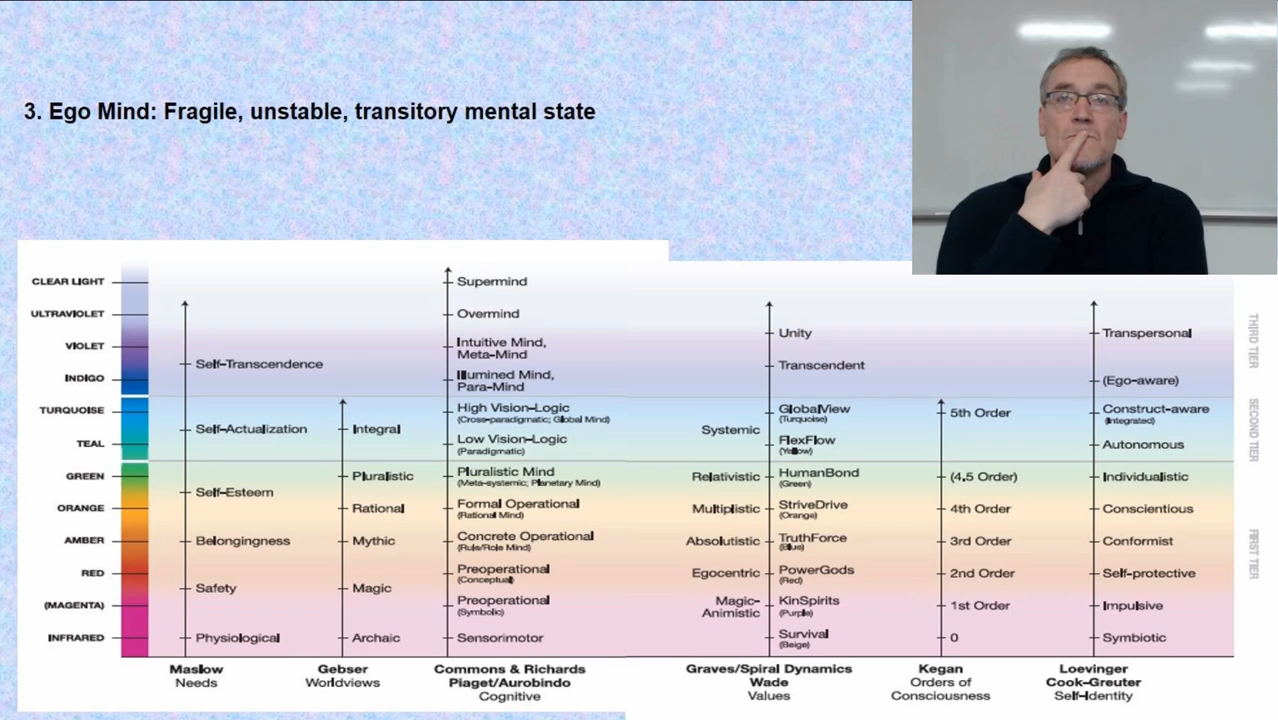 3. Ego Mind: Fragile, unstable, transitory mental state
CLEAR LIGHT
ULTRAVIOLET
VIOLET
INDIGO
TURQUOISE
TEAL
GREEN
ORANGE
AMBER
RED
(MAGENTA)
INFRARED
Self-Transcendence
Self-Actualization
Self-Esteem
Belongingness
Safety
Physiological
Maslow
Needs
Integral
Pluralistic
Rational
Mythic
Magic
Archaic
Gebser
Worldviews
Supermind
Overmind
Intuitive Mind,
Meta-Mind
Illumined Mind,
Para-Mind
High Vision-Logic
(Cross-paradigmatic; Global Mind)
Low Vision-Logic
(Paradigmatic)
Pluralistic Mind
(Meta-systemic; Planetary Mind)
Formal Operational
(Rational Mind)
Concrete Operational
(Rule/Role Mind)
Preoperational
(Conceptual)
Preoperational
(Symbolic)
Sensorimotor
Commons & Richards
Piaget/Aurobindo
Cognitive
Systemic
Relativistic
Multiplistic
Absolutistic
Egocentric
Magic-
Animistic
Unity
Transcendent
GlobalView
(Turquoise)
FlexFlow
(Yellow)
HumanBond
(Green)
StriveDrive
(Orange)
TruthForce
(Blue)
PowerGods
(Red)
KinSpirits
(Purple)
Survival
(Beige)
Graves/Spiral Dynamics
Wade
Values
5th Order
(4.5 Order)
4th Order
3rd Order
2nd Order
1st Order
0
Kegan
Orders of
Consciousness
Transpersonal
(Ego-aware)
Construct-aware
(Integrated)
Autonomous
Individualistic
Conscientious
Conformist
Self-protective
Impulsive
Symbiotic
Loevinger
Cook-Greuter
Self-Identity
THIRD TIER
SECOND TIER
FIRST TIER